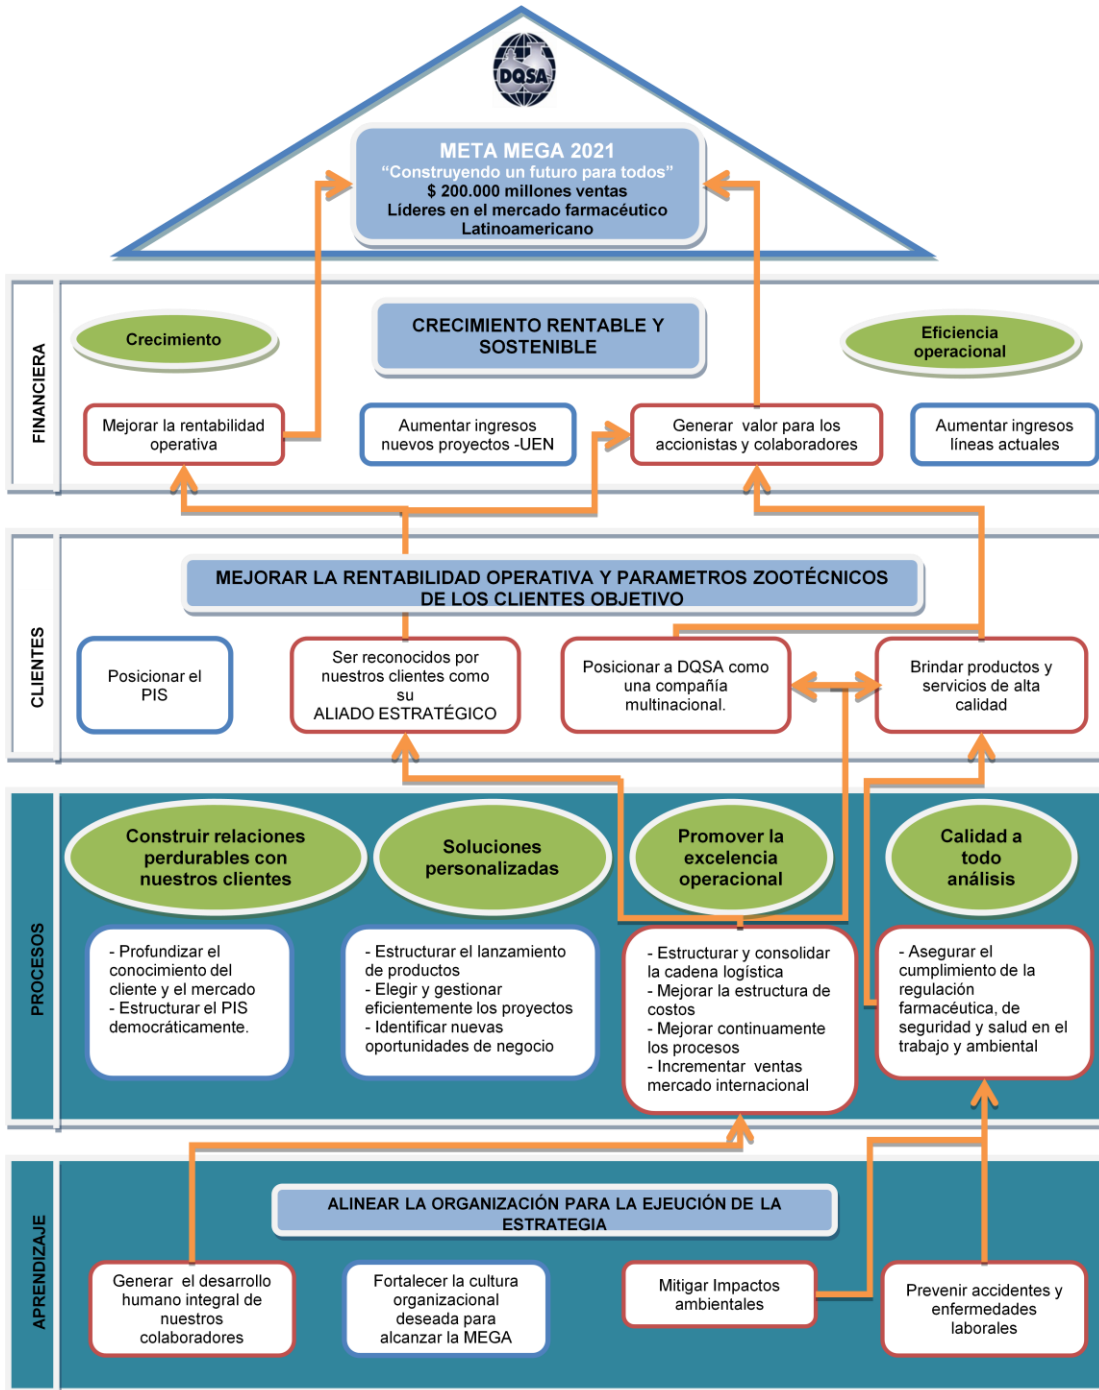 DQSA
META MEGA 2021
“Construyendo un futuro para todos”
$ 200.000 millones ventas
Líderes en el mercado farmacéutico
Latinoamericano
FINANCIERA
Crecimiento
CRECIMIENTO RENTABLE Y
SOSTENIBLE
Eficiencia
operacional
Mejorar la rentabilidad
operativa
Aumentar ingresos
nuevos proyectos -UEN
Generar valor para los
accionistas y colaboradores
Aumentar ingresos
líneas actuales
CLIENTES
MEJORAR LA RENTABILIDAD OPERATIVA Y PARAMETROS ZOOTÉCNICOS
DE LOS CLIENTES OBJETIVO
Posicionar el
PIS
Ser reconocidos por
nuestros clientes como
su
ALIADO ESTRATÉGICO
Posicionar a DQSA como
una compañía
multinacional.
Brindar productos y
servicios de alta
calidad
PROCESOS
Construir relaciones
perdurables con
nuestros clientes
Soluciones
personalizadas
Promover la
excelencia
operacional
Calidad a
todo
análisis
- Profundizar el
conocimiento del
cliente y el mercado
- Estructurar el PIS
democráticamente.
- Estructurar el lanzamiento
de productos
- Elegir y gestionar
eficientemente los proyectos
- Identificar nuevas
oportunidades de negocio
- Estructurar y consolidar
la cadena logística
- Mejorar la estructura de
costos
- Mejorar continuamente
los procesos
- Incrementar ventas
mercado internacional
- Asegurar el
cumplimiento de la
regulación
farmacéutica, de
seguridad y salud en el
trabajo y ambiental
APRENDIZAJE
ALINEAR LA ORGANIZACIÓN PARA LA EJECUCIÓN DE LA
ESTRATEGIA
Generar el desarrollo
humano integral de
nuestros
colaboradores
Fortalecer la cultura
organizacional
deseada para
alcanzar la MEGA
Mitigar Impactos
ambientales
Prevenir accidentes y
enfermedades
laborales